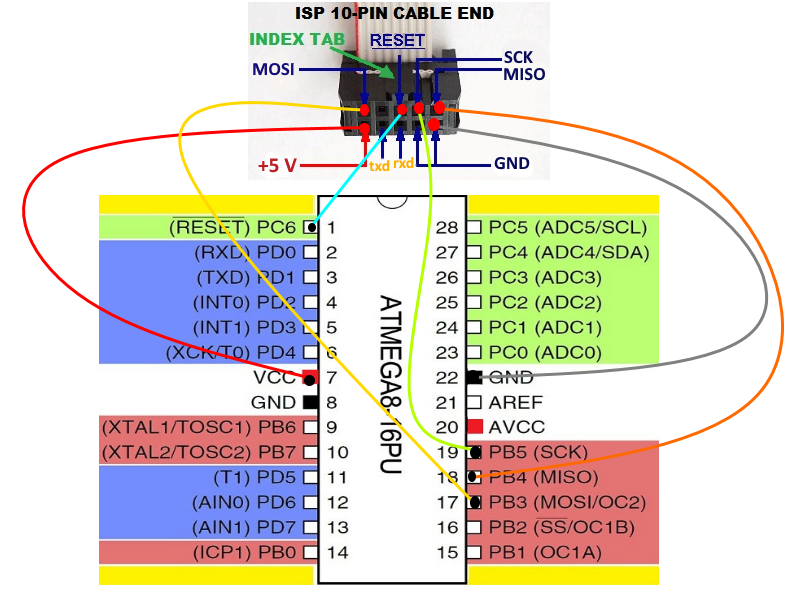 ISP 10-PIN CABLE END
INDEX TAB
RESET
SCK
MOSI
MISO
+5 V
txd
rxd
GND
(RESET) PC6 1
(RXD) PD0 2
(TXD) PD1 3
(INT0) PD2 4
(INT1) PD3 5
(XCK/T0) PD4 6
VCC 7
GND 8
(XTAL1/TOSC1) PB6 9
(XTAL2/TOSC2) PB7 10
(T1) PD5 11
(AIN0) PD6 12
(AIN1) PD7 13
(ICP1) PB0 14
ATMEGA8-16PU
28 PC5 (ADC5/SCL)
27 PC4 (ADC4/SDA)
26 PC3 (ADC3)
25 PC2 (ADC2)
24 PC1 (ADC1)
23 PC0 (ADC0)
22 GND
21 AREF
20 AVCC
19 PB5 (SCK)
18 PB4 (MISO)
17 PB3 (MOSI/OC2)
16 PB2 (SS/OC1B)
15 PB1 (OC1A)